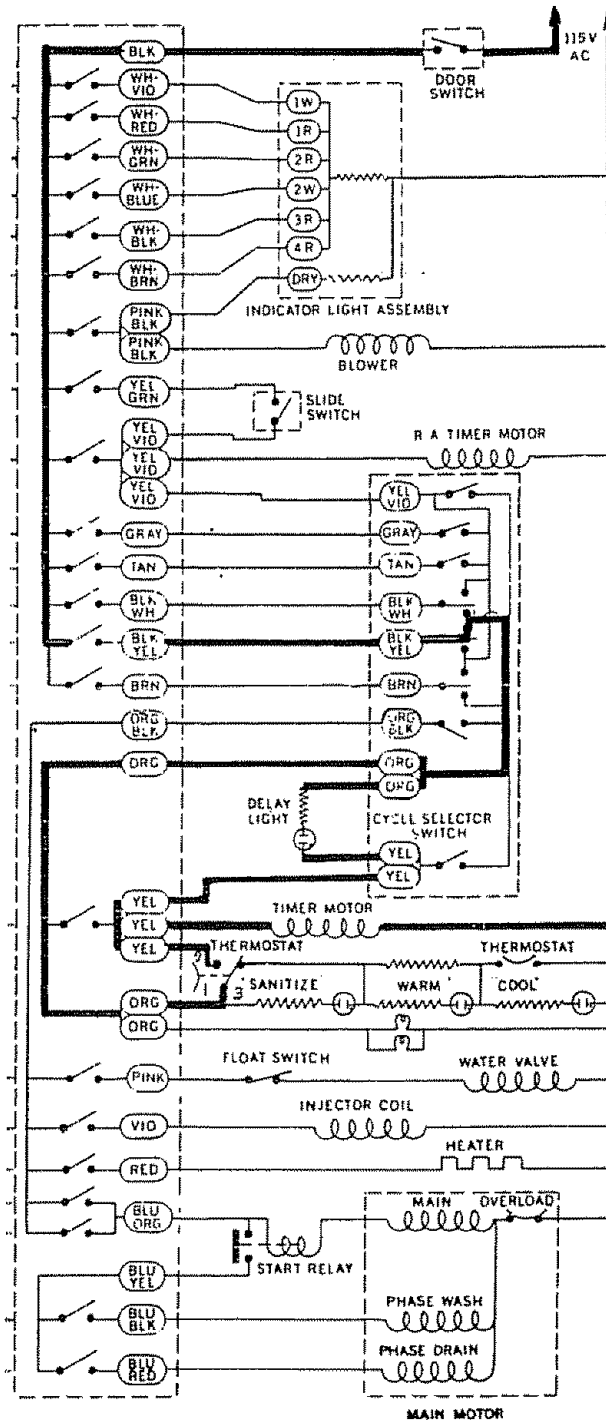 BLK
115V
AC
DOOR
SWITCH
WH-
VIO
1W
WH-
RED
1R
WH-
GRN
2R
WH-
BLUE
2W
WH-
BLK
3R
WH-
BRN
4R
DRY
PINK
BLK
INDICATOR LIGHT ASSEMBLY
PINK
BLK
BLOWER
YEL
GRN
SLIDE
SWITCH
YEL
VIO
R A TIMER MOTOR
YEL
VIO
YEL
VIO
YEL
VIO
GRAY
GRAY
TAN
TAN
BLK
WH
BLK
WH
BLK
YEL
BLK
YEL
BRN
BRN
ORG
BLK
ORG
BLK
ORG
ORG
ORG
DELAY
LIGHT
CYCLE SELECTOR
SWITCH
YEL
YEL
YEL
YEL
TIMER MOTOR
YEL
THERMOSTAT
THERMOSTAT
"SANITIZE"
WARM"
"COOL"
ORG
ORG
FLOAT SWITCH
WATER VALVE
PINK
INJECTOR COIL
VIO
HEATER
RED
MAIN
OVERLOAD
BLU
ORG
START RELAY
BLU
YEL
PHASE WASH
BLU
BLK
PHASE DRAIN
BLU
RED
MAIN MOTOR